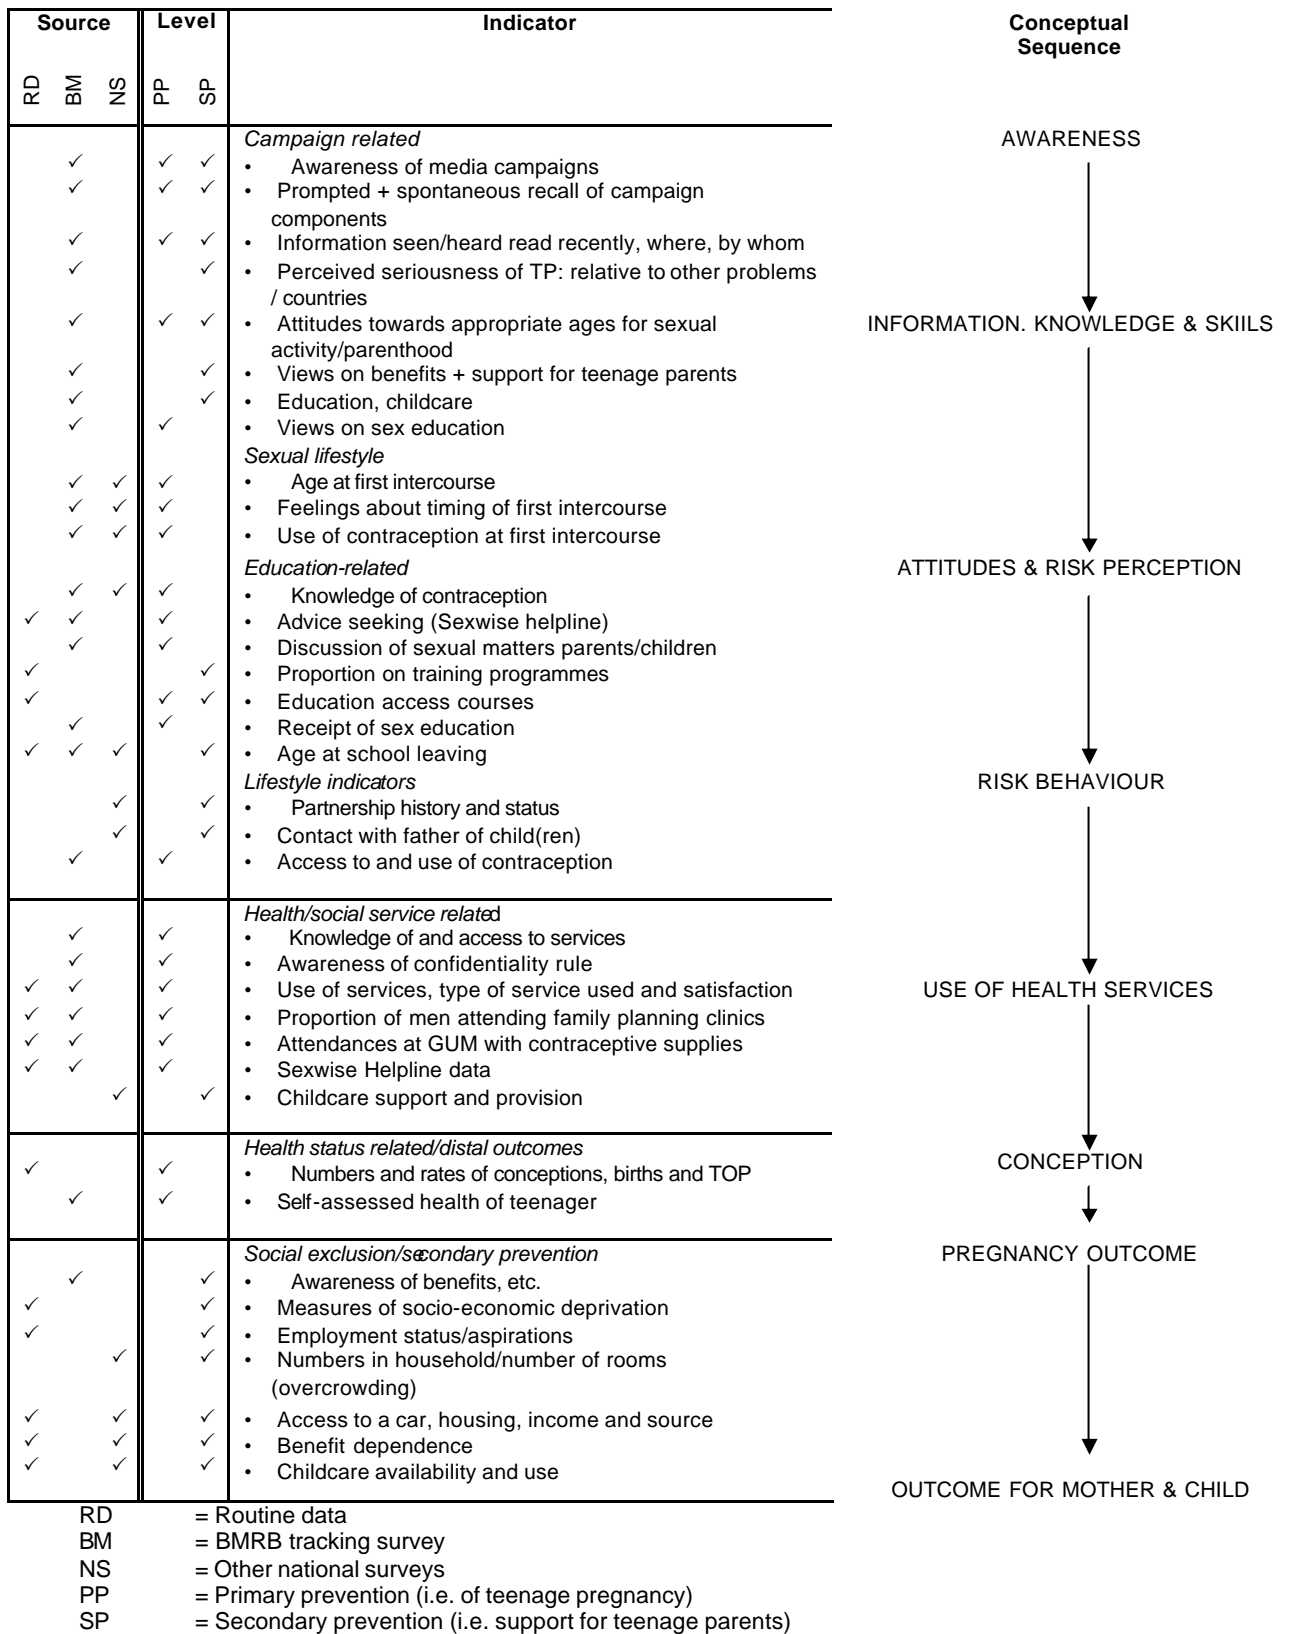 Source Level Indicator Conceptual
Sequence
RD BM NS PP SP
Campaign related AWARENESS
✓ ✓ ✓ • Awareness of media campaigns
✓ ✓ ✓ • Prompted + spontaneous recall of campaign
components
✓ ✓ ✓ • Information seen/heard read recently, where, by whom
✓ ✓ • Perceived seriousness of TP: relative to other problems
/ countries
✓ ✓ ✓ • Attitudes towards appropriate ages for sexual INFORMATION. KNOWLEDGE & SKIILS
activity/parenthood
✓ ✓ • Views on benefits + support for teenage parents
✓ ✓ • Education, childcare
✓ ✓ • Views on sex education
Sexual lifestyle
✓ ✓ ✓ • Age at first intercourse
✓ ✓ ✓ • Feelings about timing of first intercourse
✓ ✓ ✓ • Use of contraception at first intercourse
Education-related ATTITUDES & RISK PERCEPTION
✓ ✓ ✓ • Knowledge of contraception
✓ ✓ ✓ • Advice seeking (Sexwise helpline)
✓ ✓ • Discussion of sexual matters parents/children
✓ ✓ • Proportion on training programmes
✓ ✓ ✓ • Education access courses
✓ ✓ • Receipt of sex education
✓ ✓ ✓ ✓ • Age at school leaving
Lifestyle indicators RISK BEHAVIOUR
✓ ✓ • Partnership history and status
✓ ✓ • Contact with father of child(ren)
✓ ✓ • Access to and use of contraception
Health/social service related
✓ ✓ • Knowledge of and access to services
✓ ✓ • Awareness of confidentiality rule
✓ ✓ ✓ • Use of services, type of service used and satisfaction USE OF HEALTH SERVICES
✓ ✓ ✓ • Proportion of men attending family planning clinics
✓ ✓ ✓ • Attendances at GUM with contraceptive supplies
✓ ✓ ✓ • Sexwise Helpline data
✓ ✓ • Childcare support and provision
Health status related/distal outcomes CONCEPTION
✓ ✓ • Numbers and rates of conceptions, births and TOP
✓ ✓ • Self-assessed health of teenager
Social exclusion/secondary prevention PREGNANCY OUTCOME
✓ ✓ • Awareness of benefits, etc.
✓ ✓ • Measures of socio-economic deprivation
✓ ✓ • Employment status/aspirations
✓ ✓ • Numbers in household/number of rooms
(overcrowding)
✓ ✓ ✓ • Access to a car, housing, income and source
✓ ✓ ✓ • Benefit dependence
✓ ✓ ✓ • Childcare availability and use
OUTCOME FOR MOTHER & CHILD
RD = Routine data
BM = BMRB tracking survey
NS = Other national surveys
PP = Primary prevention (i.e. of teenage pregnancy)
SP = Secondary prevention (i.e. support for teenage parents)